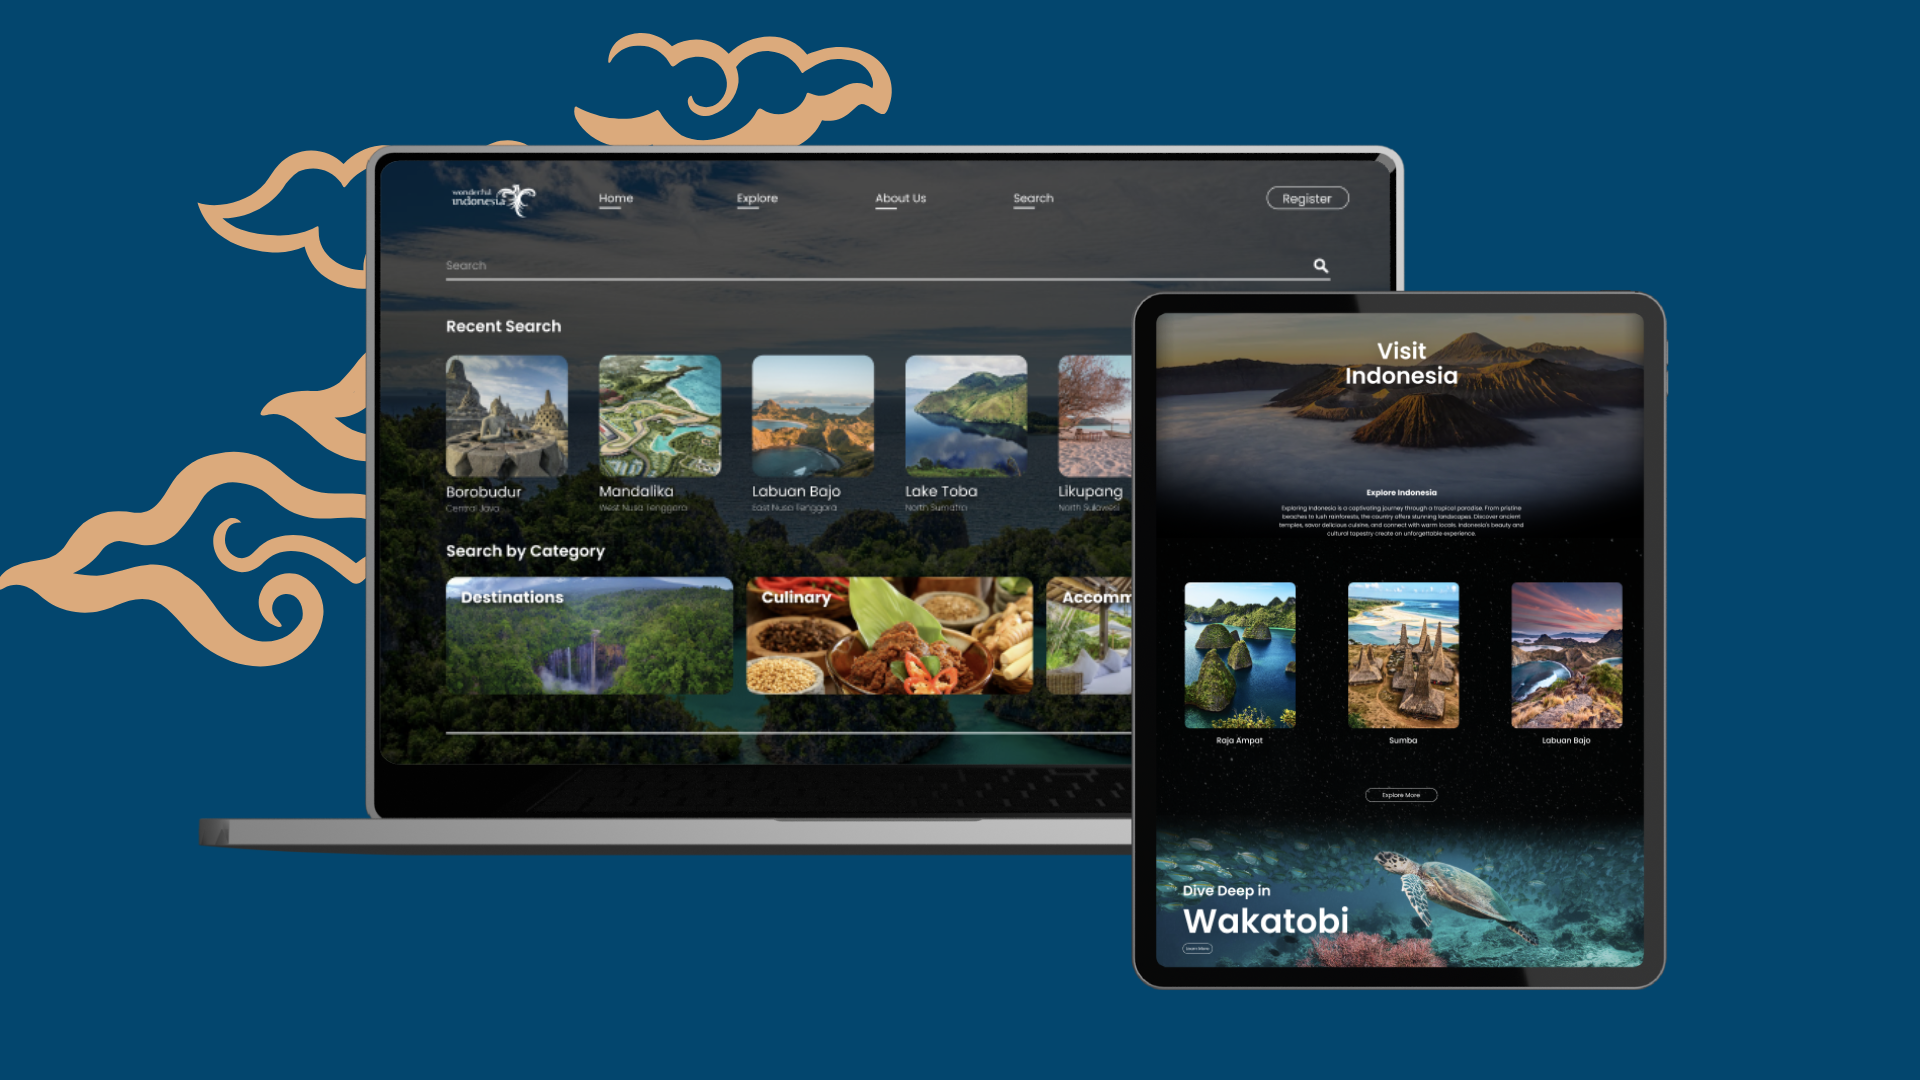 wonderful
indonesia
Home
Explore
About Us
Search
Register
Search
Recent Search
Borobudur
Central Java
Mandalika
West Nusa Tenggara
Labuan Bajo
East Nusa Tenggara
Lake Toba
North Sumatra
Likupang
North Sulawesi
Search by Category
Destinations
Culinary
Accomm
Visit
Indonesia
Explore Indonesia
Exploring Indonesia is a captivating journey through a tropical paradise. From pristine
beaches to lush rainforests, the country offers stunning landscapes. Discover ancient
temples, savor delicious cuisine, and connect with warm locals. Indonesia's beauty and
cultural tapestry create an unforgettable experience.
Raja Ampat
Sumba
Labuan Bajo
Explore More
Dive Deep in
Wakatobi
Learn More